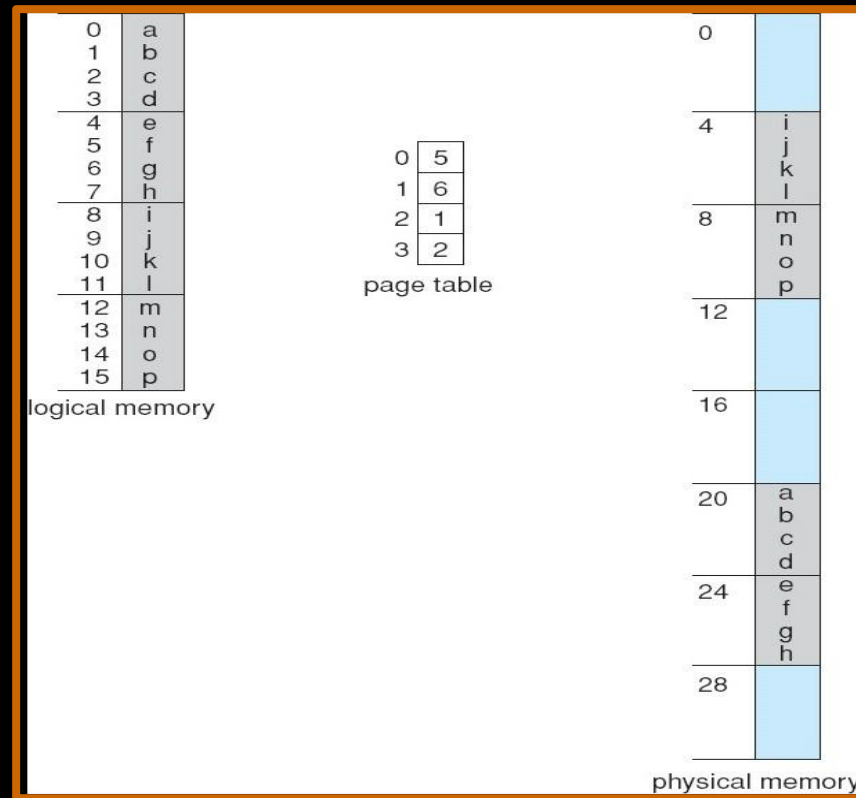 0 a
1 b
2 c
3 d
4 e
5 f
6 g
7 h
8 i
9 j
10 k
11 l
12 m
13 n
14 o
15 p
logical memory
0 5
1 6
2 1
3 2
page table
0
4 i
j
k
l
8 m
n
o
p
12
16
20 a
b
c
d
24 e
f
g
h
28
physical memory